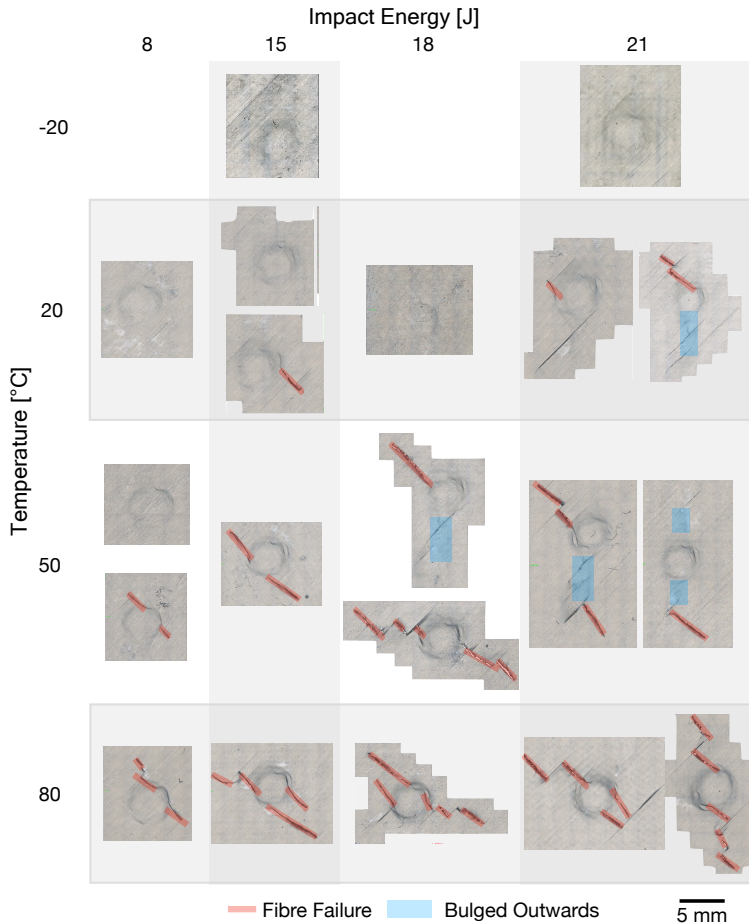 Impact Energy [J]
8 15 18 21
Temperature [°C]
-20
20
50
80
Fibre Failure Bulged Outwards 5 mm